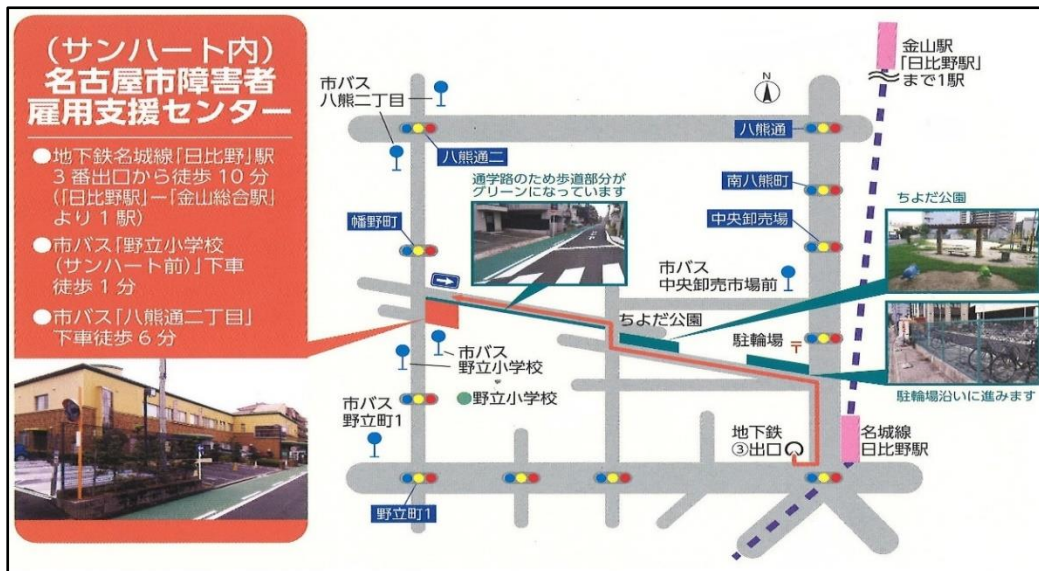 (サンハート内)
名古屋市障害者
雇用支援センター
●地下鉄名城線「日比野」駅
3番出口から徒歩10分
(「日比野駅」ー「金山総合駅」
より1駅)
●市バス「野立小学校
(サンハート前)」下車
徒歩1分
●市バス「八熊通二丁目」
下車徒歩6分
金山駅
「日比野駅」
まで1駅
市バス
八熊二丁目
N
八熊通二
八熊通
通学路のため歩道部分が
グリーンになっています
南八熊町
ちよだ公園
幡野町
中央卸売場
市バス
中央卸売市場前
ちよだ公園
駐輪場
〒
市バス
野立小学校
野立小学校
駐輪場沿いに進みます
市バス
野立町1
地下鉄
③出口
名城線
日比野駅
野立町1